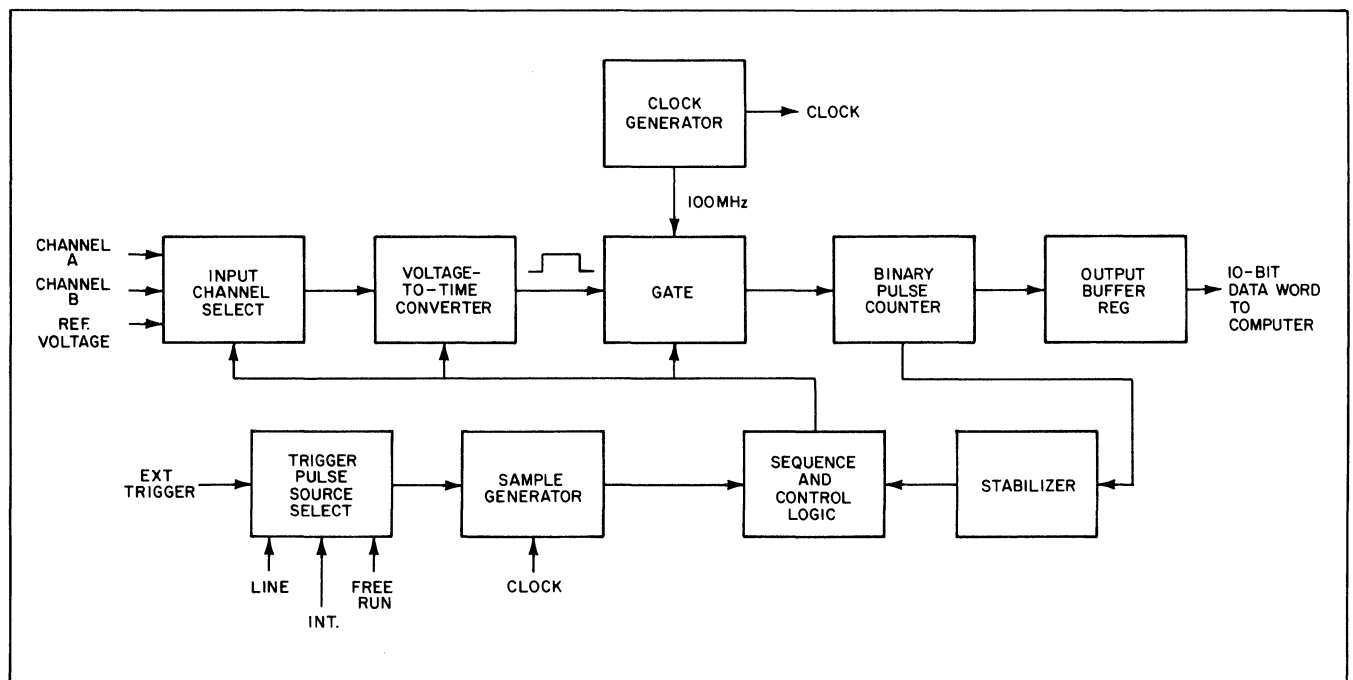 CLOCK
GENERATOR
CLOCK
100MHz
CHANNEL
A
CHANNEL
B
REF.
VOLTAGE
INPUT
CHANNEL
SELECT
VOLTAGE-
TO-TIME
CONVERTER
GATE
BINARY
PULSE
COUNTER
OUTPUT
BUFFER
REG
10-BIT
DATA WORD
TO
COMPUTER
EXT
TRIGGER
TRIGGER
PULSE
SOURCE
SELECT
SAMPLE
GENERATOR
SEQUENCE
AND
CONTROL
LOGIC
STABILIZER
LINE
INT.
FREE
RUN
CLOCK